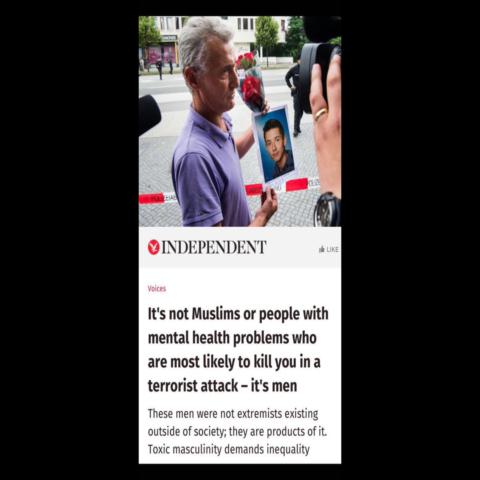 INDEPENDENT
LIKE
Voices
It's not Muslims or people with
mental health problems who
are most likely to kill you in a
terrorist attack – it's men
These men were not extremists existing
outside of society; they are products of it.
Toxic masculinity demands inequality